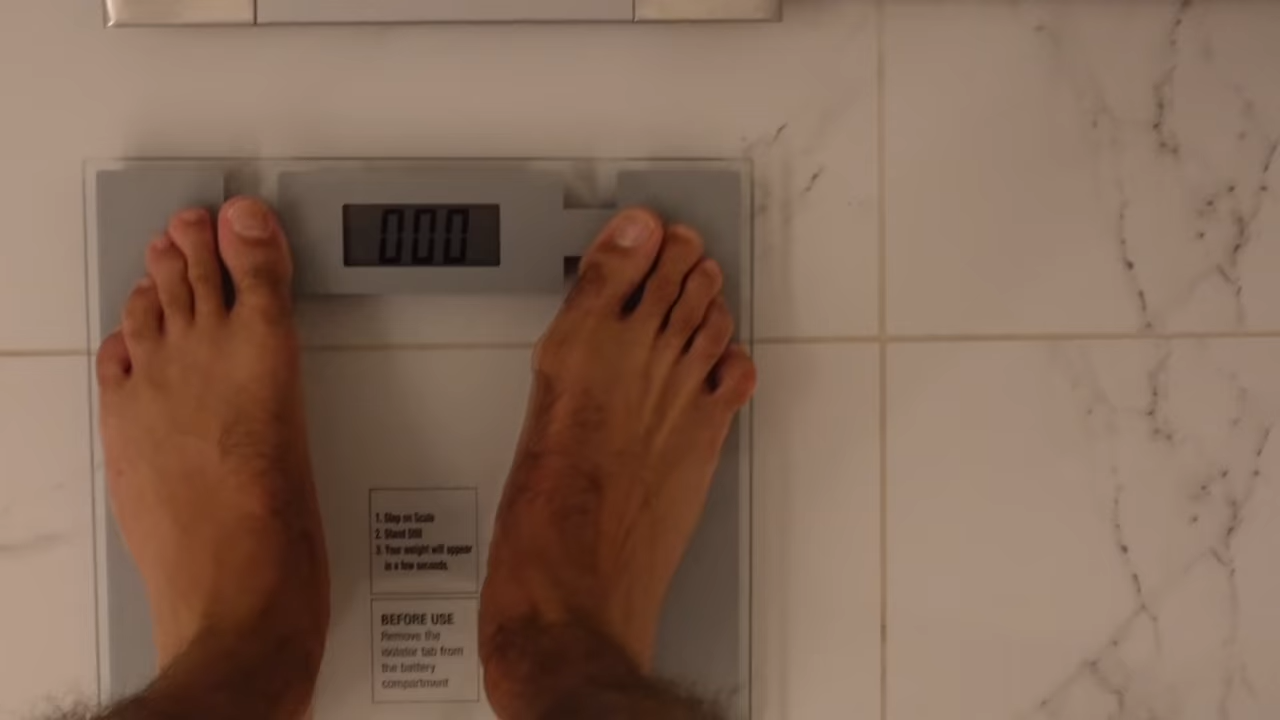 000
1. Step on Scale
2. Stand Still
3. Your weight will appear
in a few seconds.
BEFORE USE
Remove the
isolator tab from
the battery
compartment